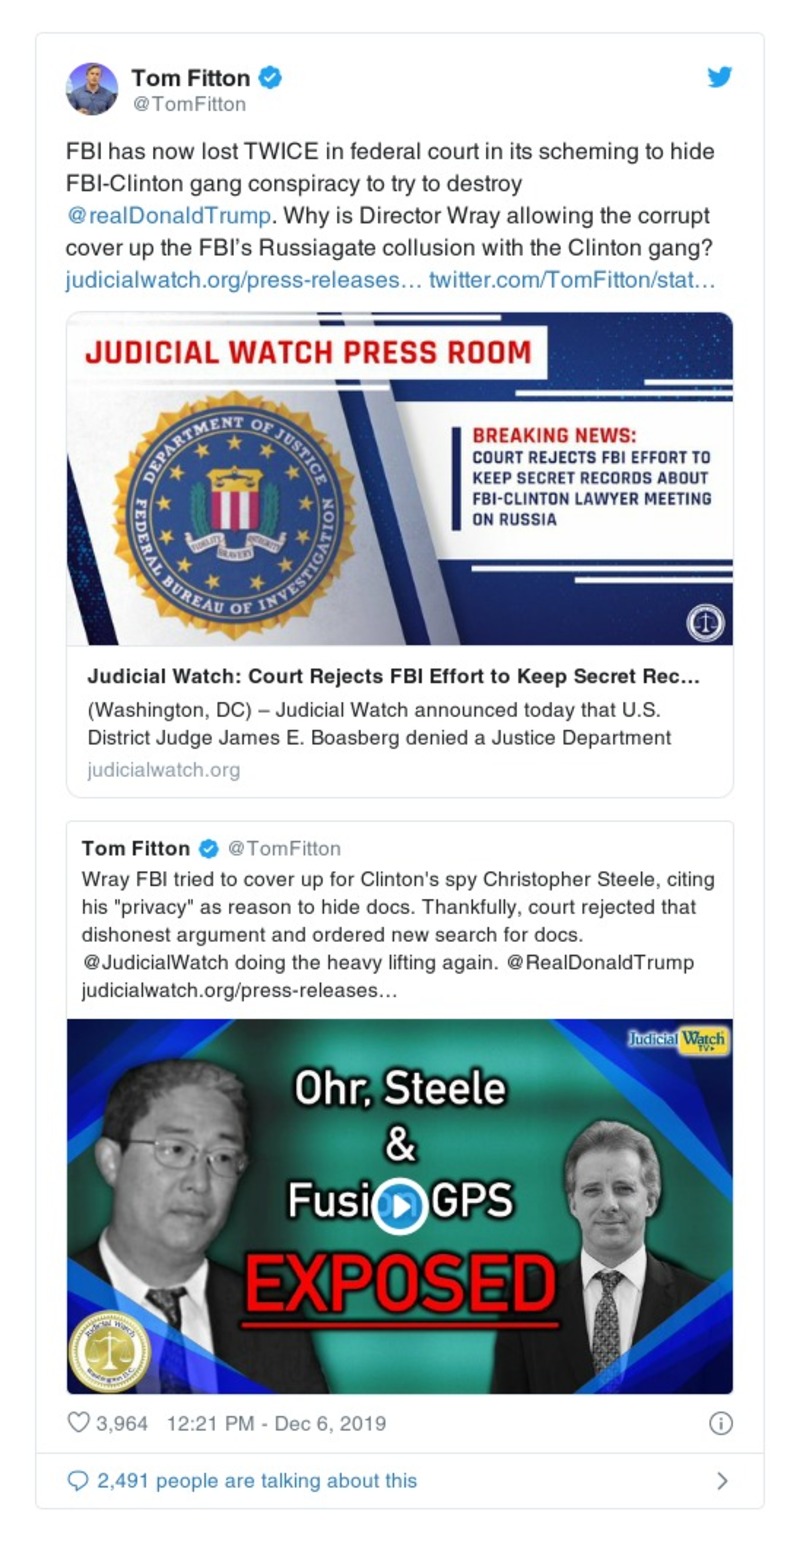 Tom Fitton
@TomFitton
FBI has now lost TWICE in federal court in its scheming to hide
FBI-Clinton gang conspiracy to try to destroy
@realDonaldTrump. Why is Director Wray allowing the corrupt
cover up the FBI's Russiagate collusion with the Clinton gang?
judicialwatch.org/press-releases… twitter.com/TomFitton/stat…
JUDICIAL WATCH PRESS ROOM
DEPARTMENT OF JUSTICE
FEDERAL BUREAU OF INVESTIGATION
FIDELITY BRAVERY INTEGRITY
BREAKING NEWS:
COURT REJECTS FBI EFFORT TO
KEEP SECRET RECORDS ABOUT
FBI-CLINTON LAWYER MEETING
ON RUSSIA
Judicial Watch: Court Rejects FBI Effort to Keep Secret Rec...
(Washington, DC) – Judicial Watch announced today that U.S.
District Judge James E. Boasberg denied a Justice Department
judicialwatch.org
Tom Fitton @TomFitton
Wray FBI tried to cover up for Clinton's spy Christopher Steele, citing
his "privacy" as reason to hide docs. Thankfully, court rejected that
dishonest argument and ordered new search for docs.
@JudicialWatch doing the heavy lifting again. @RealDonaldTrump
judicialwatch.org/press-releases…
Judicial Watch
TV
Ohr, Steele
&
Fusion GPS
EXPOSED
Judicial Watch
Washington, D.C.
3,964 12:21 PM - Dec 6, 2019
2,491 people are talking about this